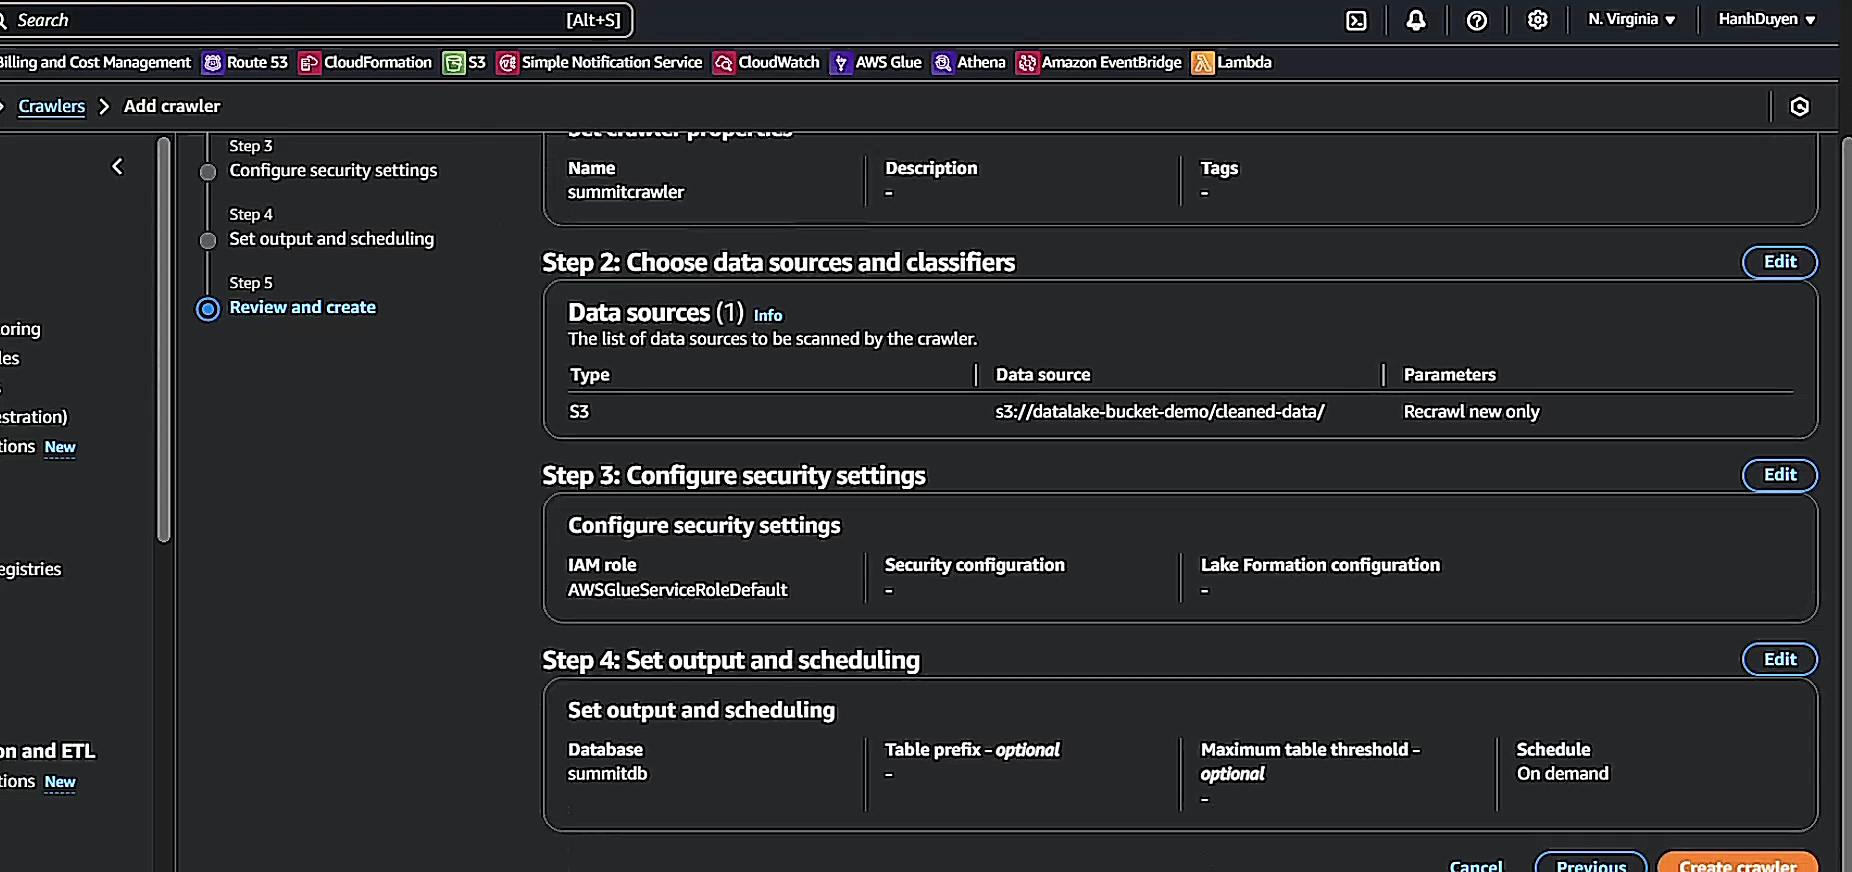 Search [Alt+S] N. Virginia HanhDuyen
Billing and Cost Management Route 53 CloudFormation S3 Simple Notification Service CloudWatch AWS Glue Athena Amazon EventBridge Lambda
Crawlers Add crawler
Step 3
Configure security settings
Step 4
Set output and scheduling
Step 5
Review and create
oring
les
estration)
tions New
egistries
on and ETL
tions New
Set crawler properties
Name Description Tags
summitcrawler - -
Step 2: Choose data sources and classifiers Edit
Data sources (1) Info
The list of data sources to be scanned by the crawler.
Type Data source Parameters
S3 s3://datalake-bucket-demo/cleaned-data/ Recrawl new only
Step 3: Configure security settings Edit
Configure security settings
IAM role Security configuration Lake Formation configuration
AWSGlueServiceRoleDefault - -
Step 4: Set output and scheduling Edit
Set output and scheduling
Database Table prefix - optional Maximum table threshold - Schedule
summitdb - optional On demand
-
Cancel Previous Create crawler